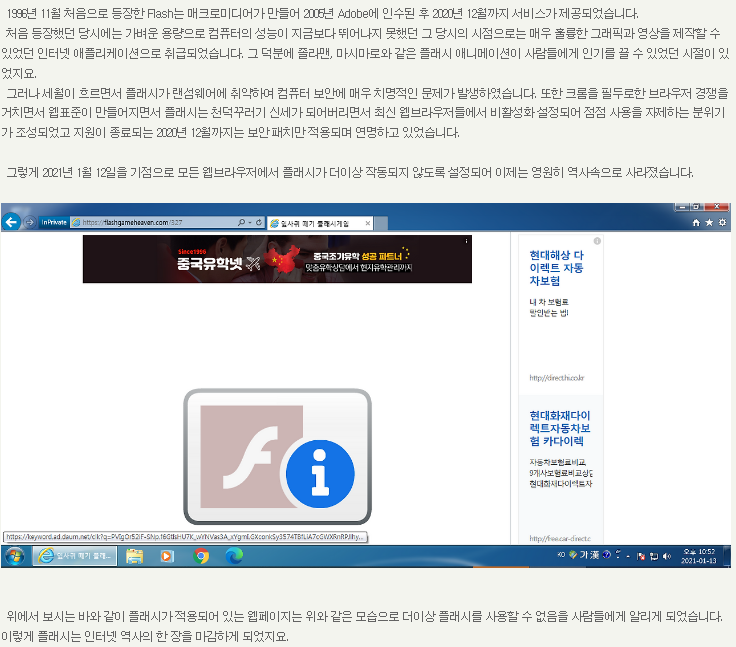 1996년 11월 처음으로 등장한 Flash는 매크로미디어가 만들어 2005년 Adobe에 인수된 후 2020년 12월까지 서비스가 제공되었습니다.
처음 등장했던 당시에는 가벼운 용량으로 컴퓨터의 성능이 지금보다 뛰어나지 못했던 그 당시의 시점으로는 매우 훌륭한 그래픽과 영상을 제작할 수
있었던 인터넷 애플리케이션으로 취급되었습니다. 그 덕분에 졸라맨, 마시마로와 같은 플래시 애니메이션이 사람들에게 인기를 끌 수 있었던 시절이 있
었지요.
그러나 세월이 흐르면서 플래시가 랜섬웨어에 취약하여 컴퓨터 보안에 매우 치명적인 문제가 발생하였습니다. 또한 크롬을 필두로한 브라우저 경쟁을
거치면서 웹표준이 만들어지면서 플래시는 천덕꾸러기 신세가 되어버리면서 최신 웹브라우저들에서 비활성화 설정되어 점점 사용을 자제하는 분위기
가 조성되었고 지원이 종료되는 2020년 12월까지는 보안 패치만 적용되며 연명하고 있었습니다.
그렇게 2021년 1월 12일을 기점으로 모든 웹브라우저에서 플래시가 더이상 작동되지 않도록 설정되어 이제는 영원히 역사속으로 사라졌습니다.
InPrivate
https://flashgameheaven.com/327
입사귀 떼기 플래시게임
since1996
중국유학넷
중국조기유학 성공 파트너
맞춤유학상담에서 현지유학관리까지
현대해상 다
이렉트 자동
차보험
내 차 보험료
할인받는 법!
http://direct.hi.co.kr
현대화재다이
렉트자동차보
험 카다이렉
자동차보험료비교,
9개사보험료비교상담
현대화재다이렉트자
http://free.car-direct.c
입사귀 떼기 플래...
KO
가 漢
오후 10:52
2021-01-13
위에서 보시는 바와 같이 플래시가 적용되어 있는 웹페이지는 위와 같은 모습으로 더이상 플래시를 사용할 수 없음을 사람들에게 알리게 되었습니다.
이렇게 플래시는 인터넷 역사의 한 장을 마감하게 되었지요.